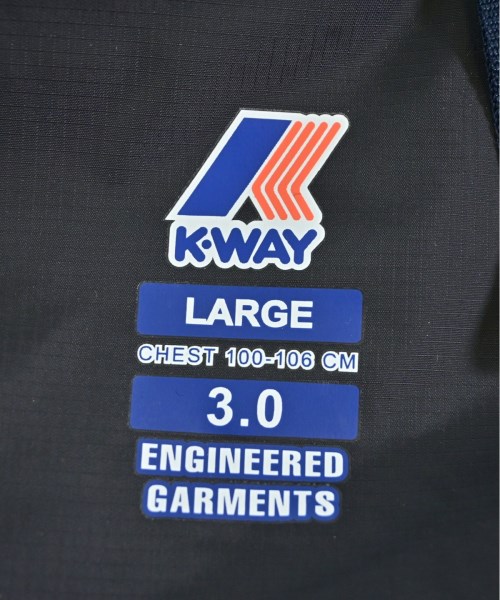 K·WAY
LARGE
CHEST 100-106 CM
3.0
ENGINEERED
GARMENTS